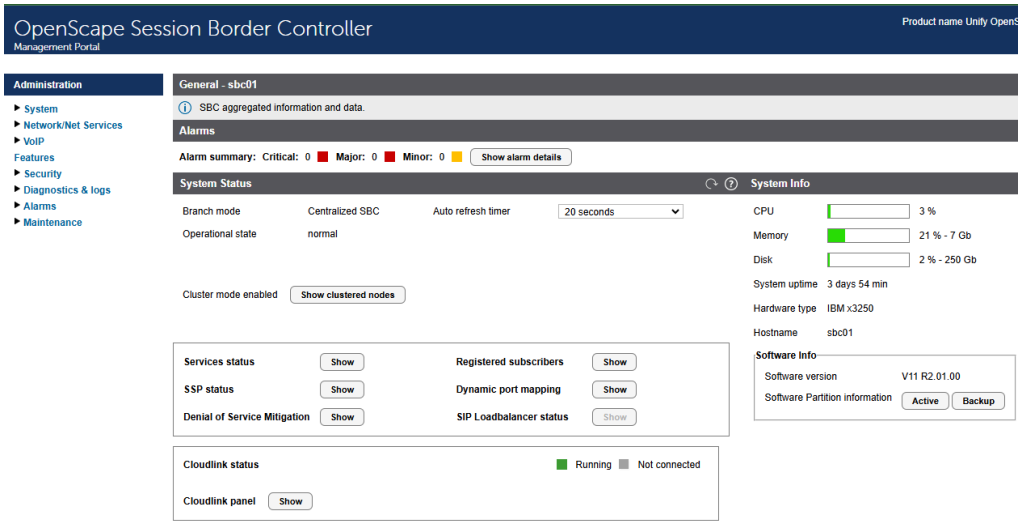 OpenScape Session Border Controller
Management Portal
Product name Unify OpenS
Administration
System
Network/Net Services
VoIP
Features
Security
Diagnostics & logs
Alarms
Maintenance
General - sbc01
SBC aggregated information and data.
Alarms
Alarm summary: Critical: 0 Major: 0 Minor: 0 Show alarm details
System Status
Branch mode Centralized SBC Auto refresh timer 20 seconds
Operational state normal
Cluster mode enabled Show clustered nodes
System Info
CPU 3 %
Memory 21 % - 7 Gb
Disk 2 % - 250 Gb
System uptime 3 days 54 min
Hardware type IBM x3250
Hostname sbc01
Software Info
Software version V11 R2.01.00
Software Partition information Active Backup
Services status Show Registered subscribers Show
SSP status Show Dynamic port mapping Show
Denial of Service Mitigation Show SIP Loadbalancer status Show
Cloudlink status Running Not connected
Cloudlink panel Show